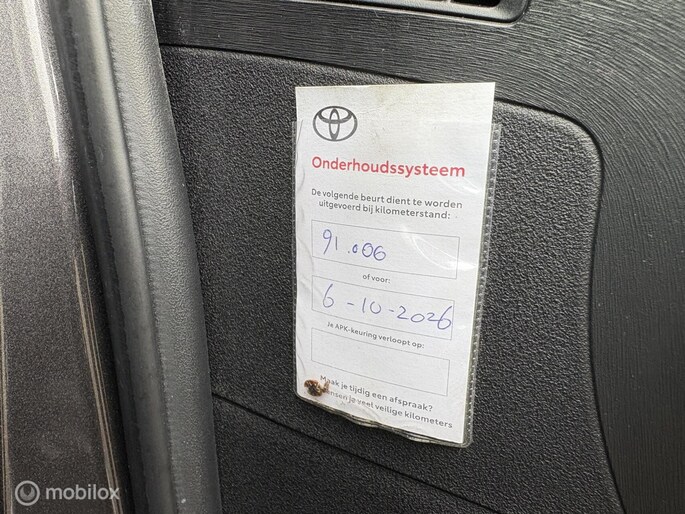 Onderhoudssysteem
De volgende beurt dient te worden
uitgevoerd bij kilometerstand:
91.006
of voor:
6-10-2026
Je APK-keuring verloopt op:
Maak je tijdig een afspraak?
je veel veilige kilometers
mobilox